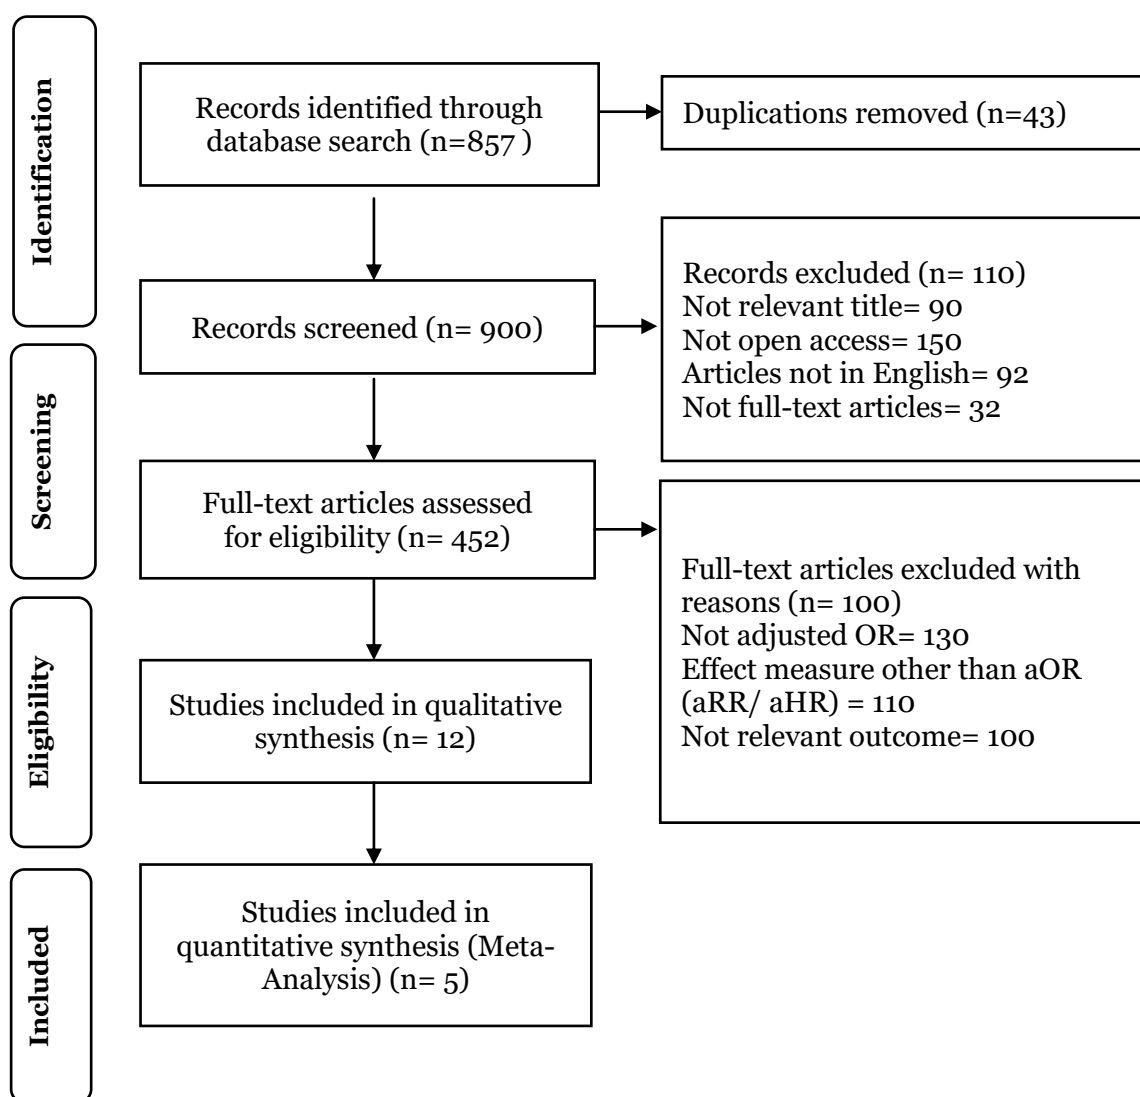 Identification
Records identified through
database search (n=857 )
Duplications removed (n=43)
Records screened (n= 900)
Records excluded (n= 110)
Not relevant title= 90
Not open access= 150
Articles not in English= 92
Not full-text articles= 32
Screening
Full-text articles assessed
for eligibility (n= 452)
Full-text articles excluded with
reasons (n= 100)
Not adjusted OR= 130
Effect measure other than aOR
(aRR/ aHR) = 110
Not relevant outcome= 100
Eligibility
Studies included in qualitative
synthesis (n= 12)
Included
Studies included in
quantitative synthesis (Meta-
Analysis) (n= 5)